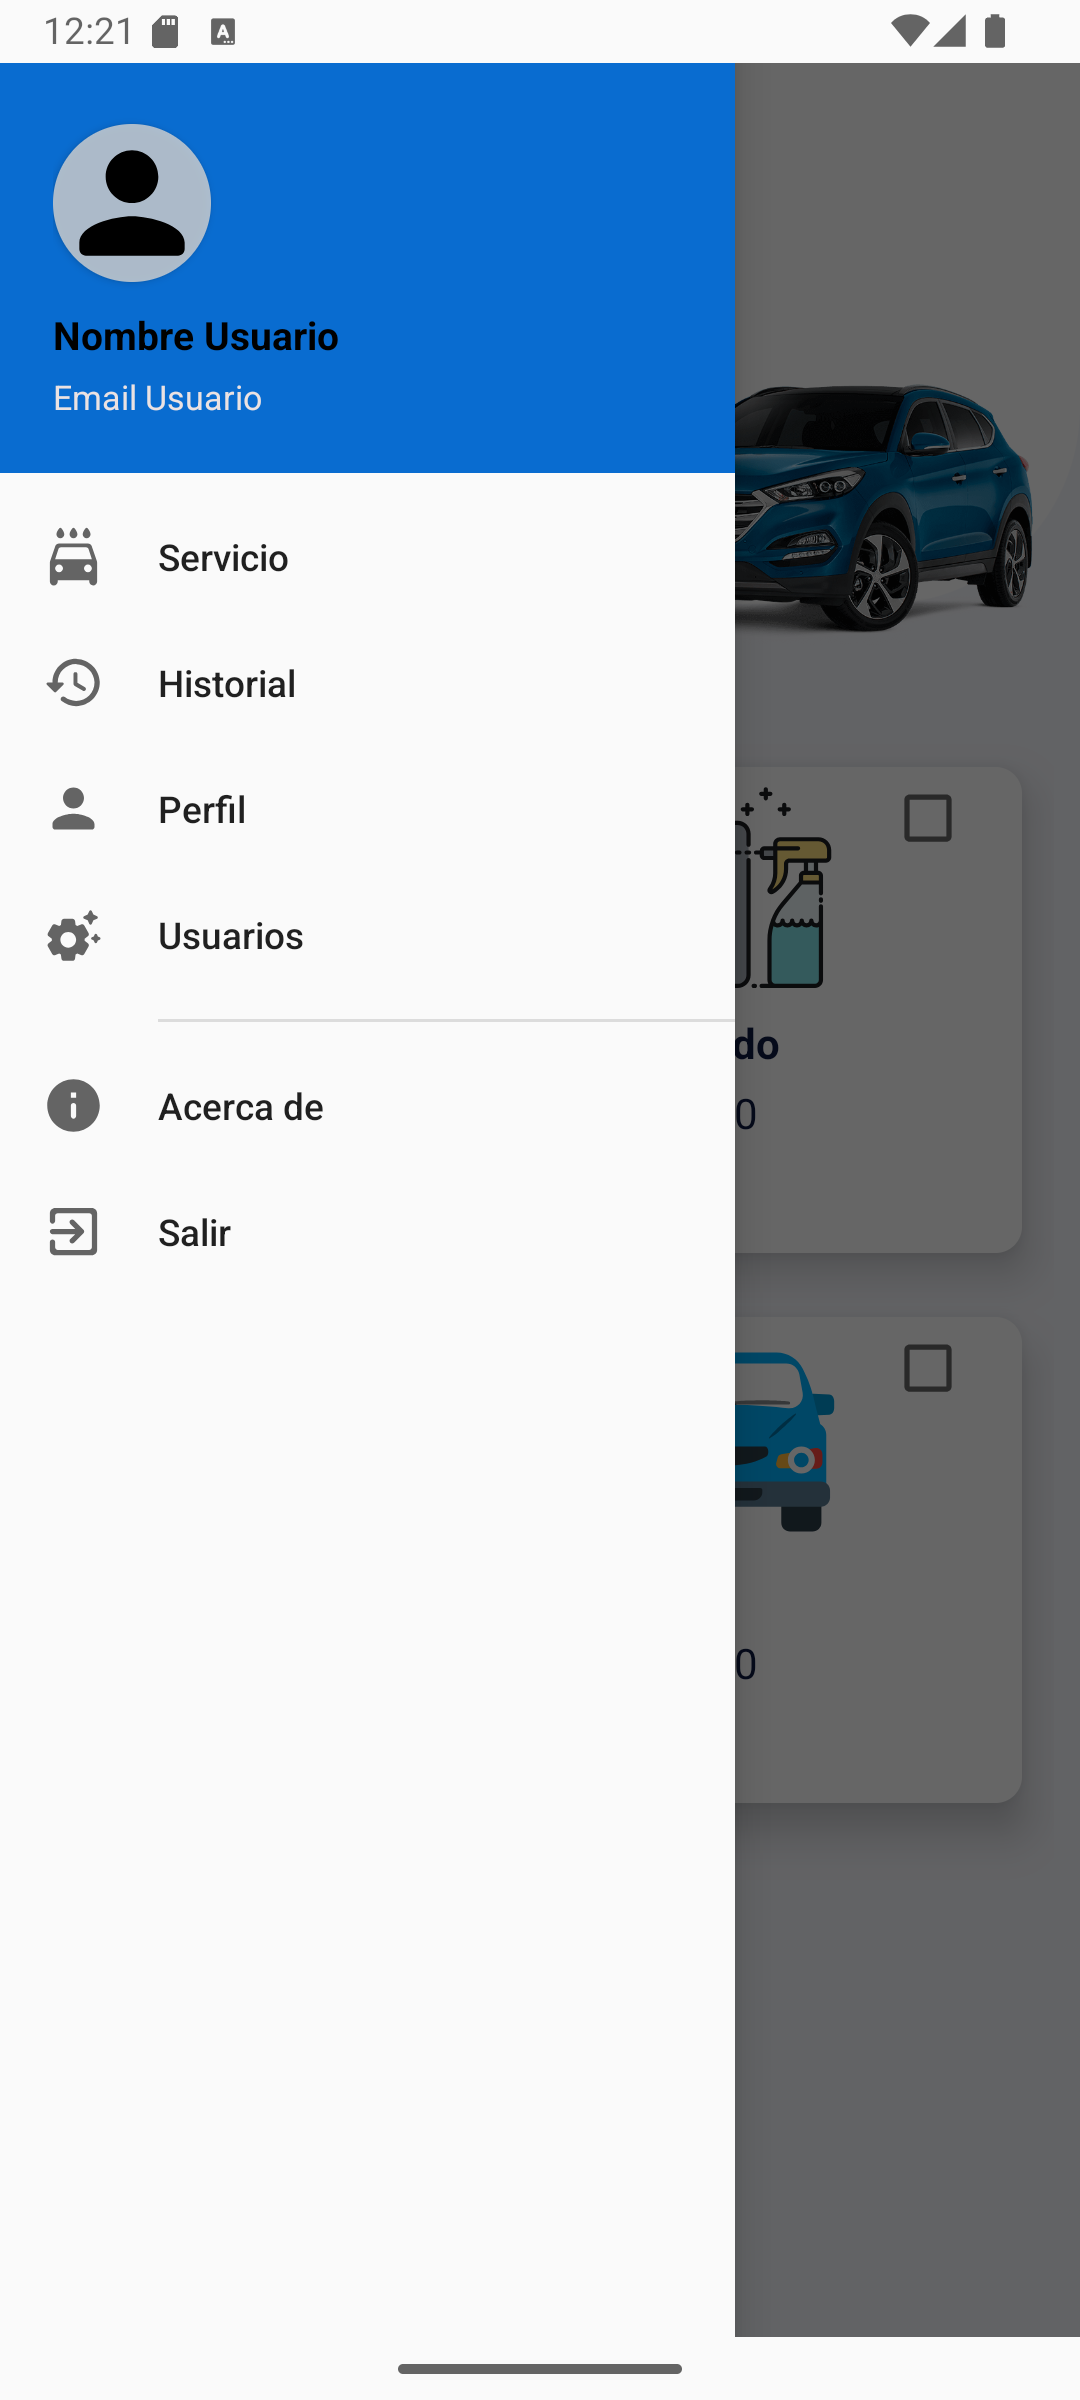 12:21
Nombre Usuario
Email Usuario
Servicio
Historial
Perfil
Usuarios
do
0
Acerca de
Salir
0